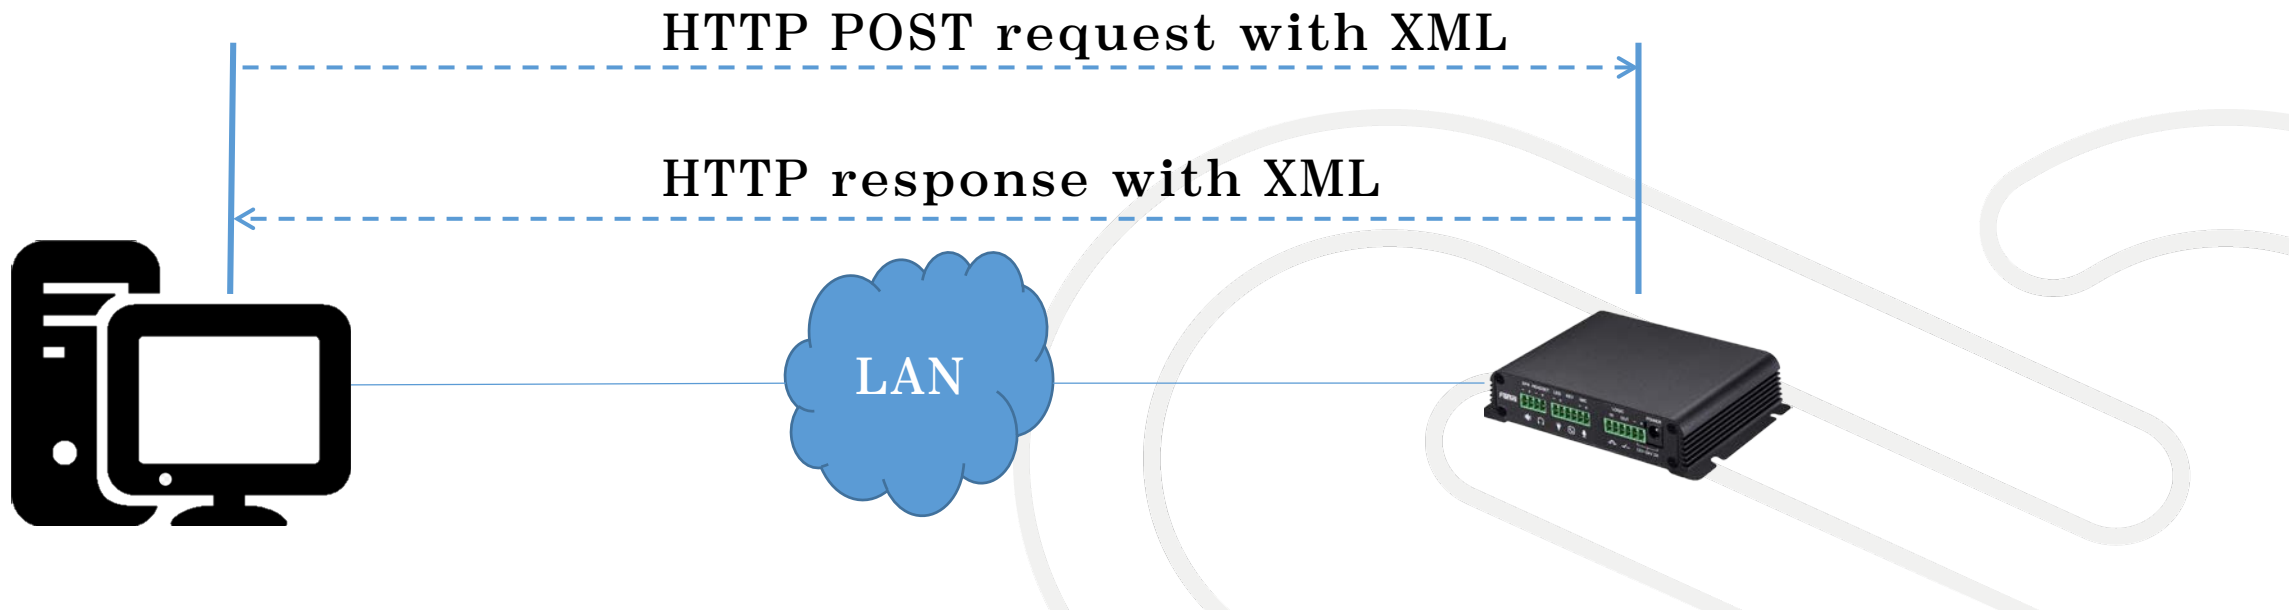 HTTP POST request with XML
HTTP response with XML
LAN